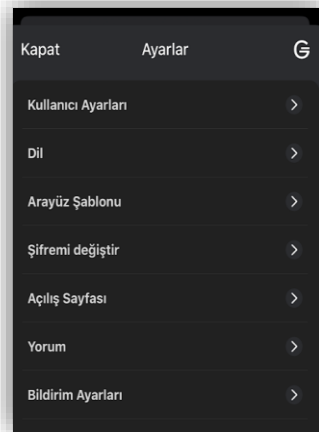 Kapat Ayarlar
Kullanıcı Ayarları
Dil
Arayüz Şablonu
Şifremi değiştir
Açılış Sayfası
Yorum
Bildirim Ayarları